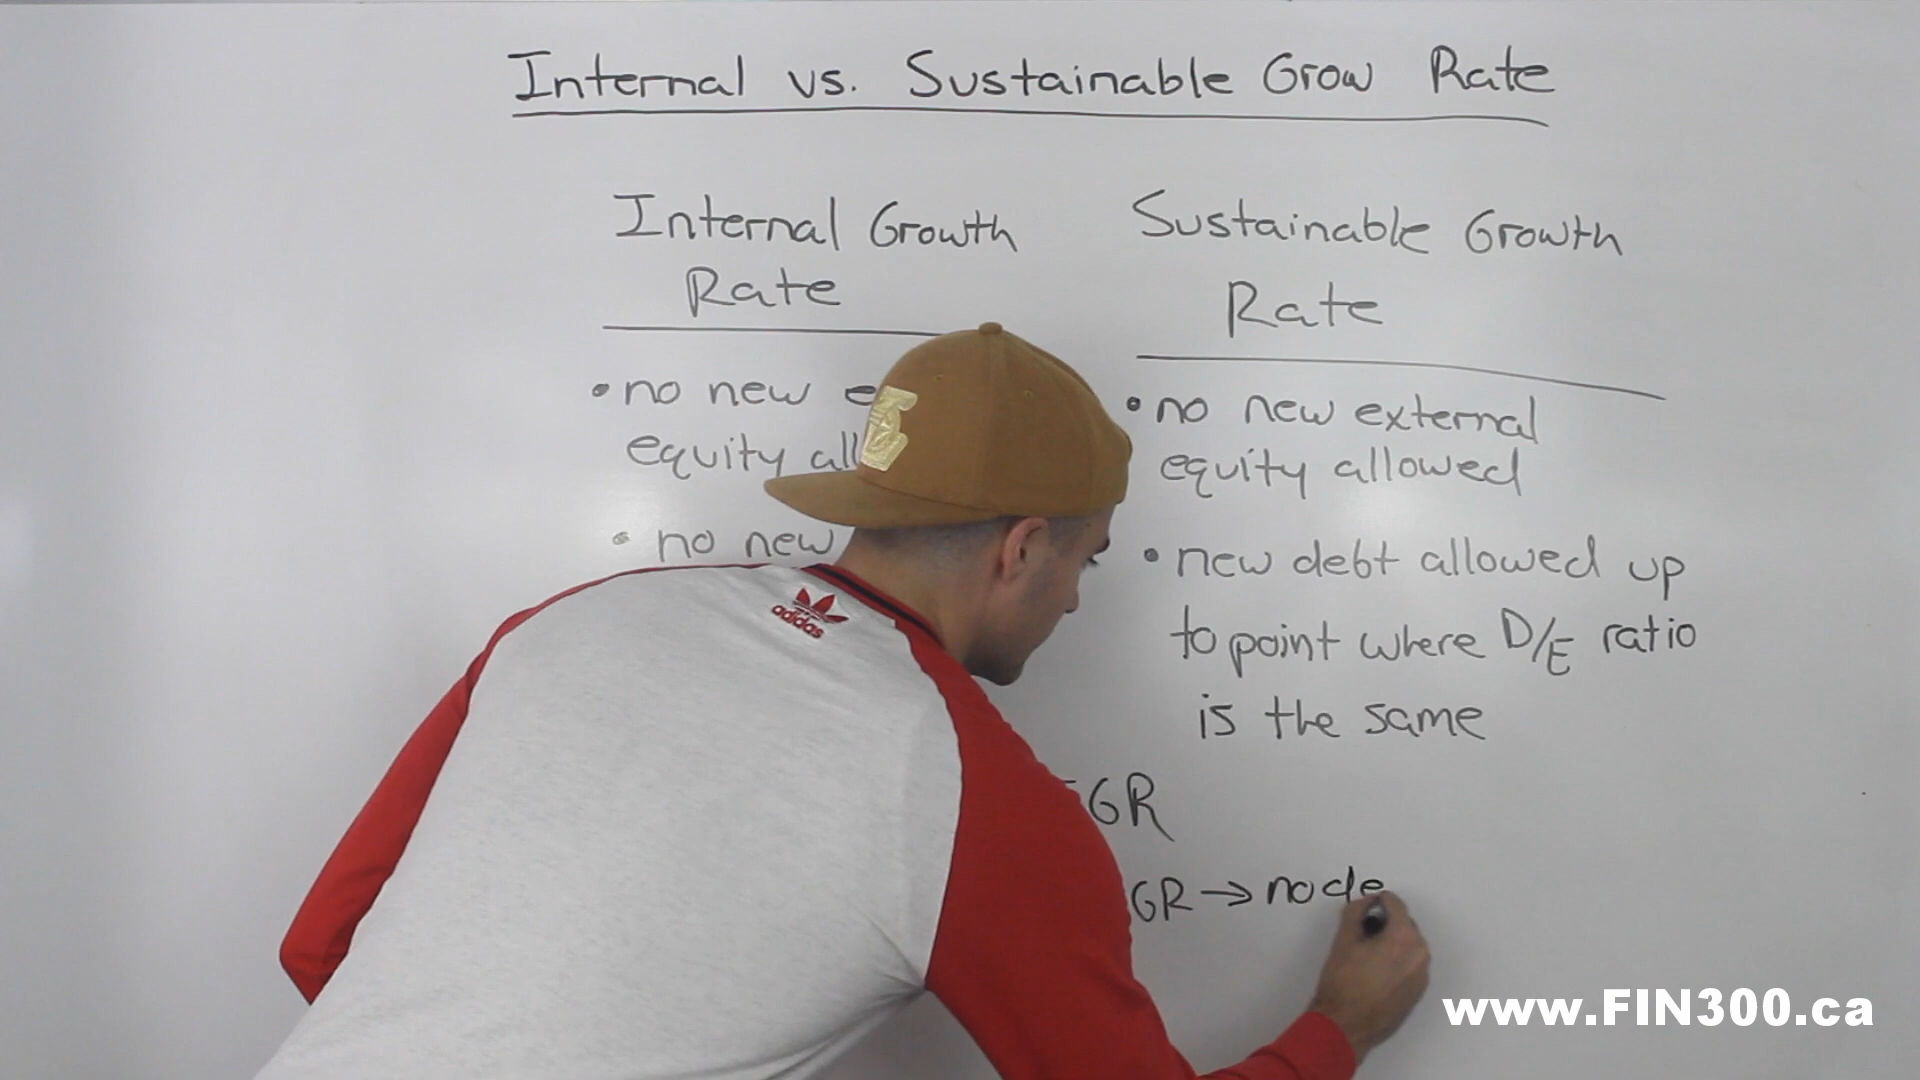 Internal vs. Sustainable Grow Rate
Internal Growth
Rate
• no new
equity
• no new
Sustainable Growth
Rate
• no new external
equity allowed
• new debt allowed up
to point where D/E ratio
is the same
GR
GR → no de
adidas
www.FIN300.ca